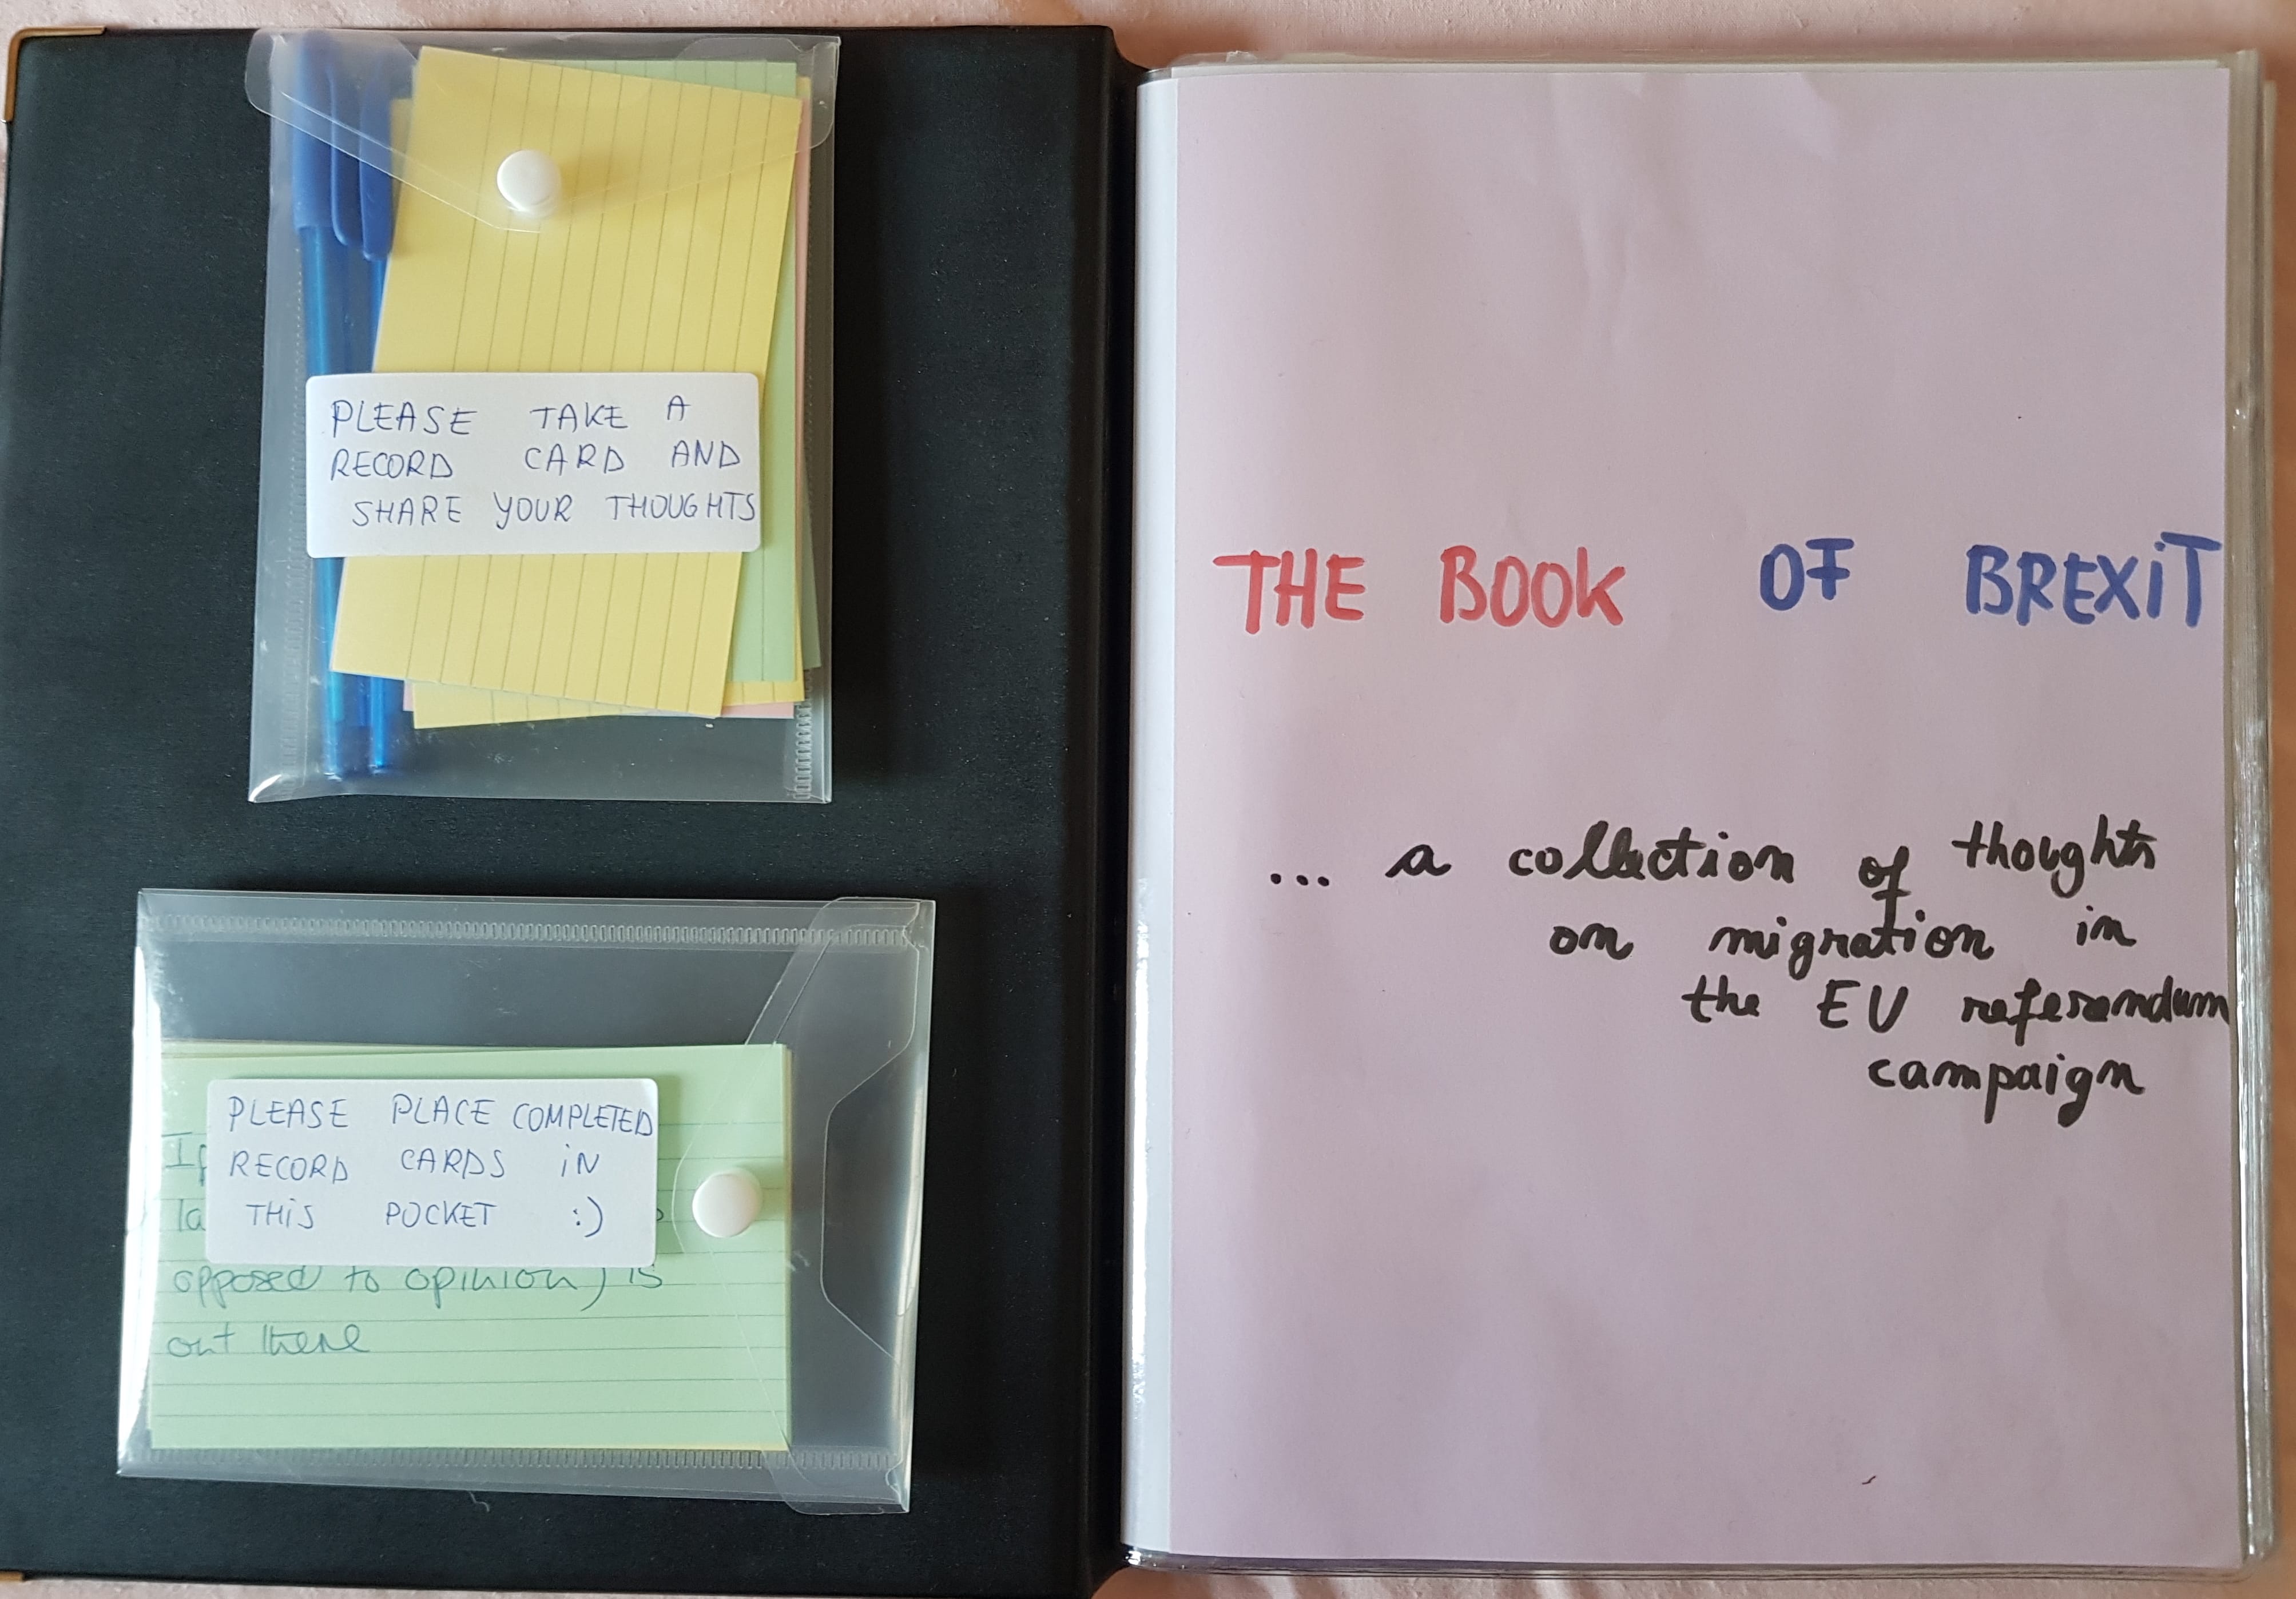 PLEASE TAKE A
RECORD CARD AND
SHARE YOUR THOUGHTS
PLEASE PLACE COMPLETED
RECORD CARDS iN
THiS POCKET :)
opposed to opinion) is
out there
THE BOOK OF BREXiT
... a collection of thoughts
on migration in
the EU referendum
campaign